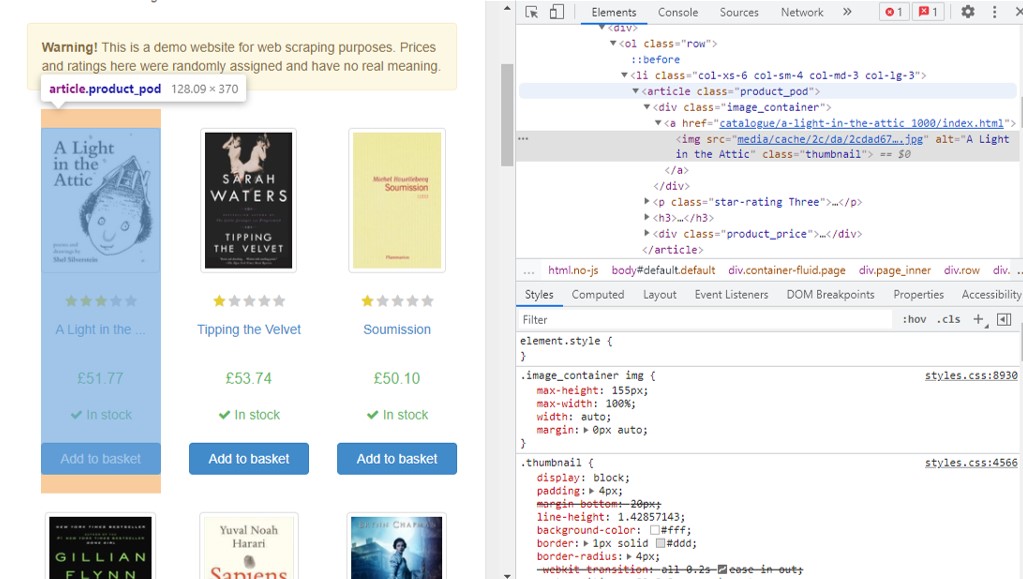 Warning! This is a demo website for web scraping purposes. Prices
and ratings here were randomly assigned and have no real meaning.
article.product_pod 128.09 × 370
A Light
in the
Attic
poems and
drawings by
Shel Silverstein
SARAH
WATERS
TIPPING
THE VELVET
Michel Houellebecq
Soumission
Flammarion
A Light in the ...
Tipping the Velvet
Soumission
£51.77
£53.74
£50.10
In stock
In stock
In stock
Add to basket
Add to basket
Add to basket
NEW YORK TIMES BESTSELLER
GILLIAN
FLYNN
Yuval Noah
Harari
Sapiens
Elements
Console
Sources
Network
»
1
1
<div>
<ol class="row">
::before
<li class="col-xs-6 col-sm-4 col-md-3 col-lg-3">
<article class="product_pod">
<div class="image_container">
<a href="catalogue/a-light-in-the-attic_1000/index.html">
<img src="media/cache/2c/da/2cdad67….jpg" alt="A Light
in the Attic" class="thumbnail"> == $0
</a>
</div>
<p class="star-rating Three">…</p>
<h3>…</h3>
<div class="product_price">…</div>
</article>
... html.no-js body#default.default div.container-fluid.page div.page_inner div.row div. ...
Styles Computed Layout Event Listeners DOM Breakpoints Properties Accessibility
Filter :hov .cls +
element.style {
}
.image_container img { styles.css:8930
max-height: 155px;
max-width: 100%;
width: auto;
margin: 0px auto;
}
.thumbnail { styles.css:4566
display: block;
padding: 4px;
margin-bottom: 20px;
line-height: 1.42857143;
background-color: #fff;
border: 1px solid #ddd;
border-radius: 4px;
-webkit-transition: all 0.2s ease-in-out;